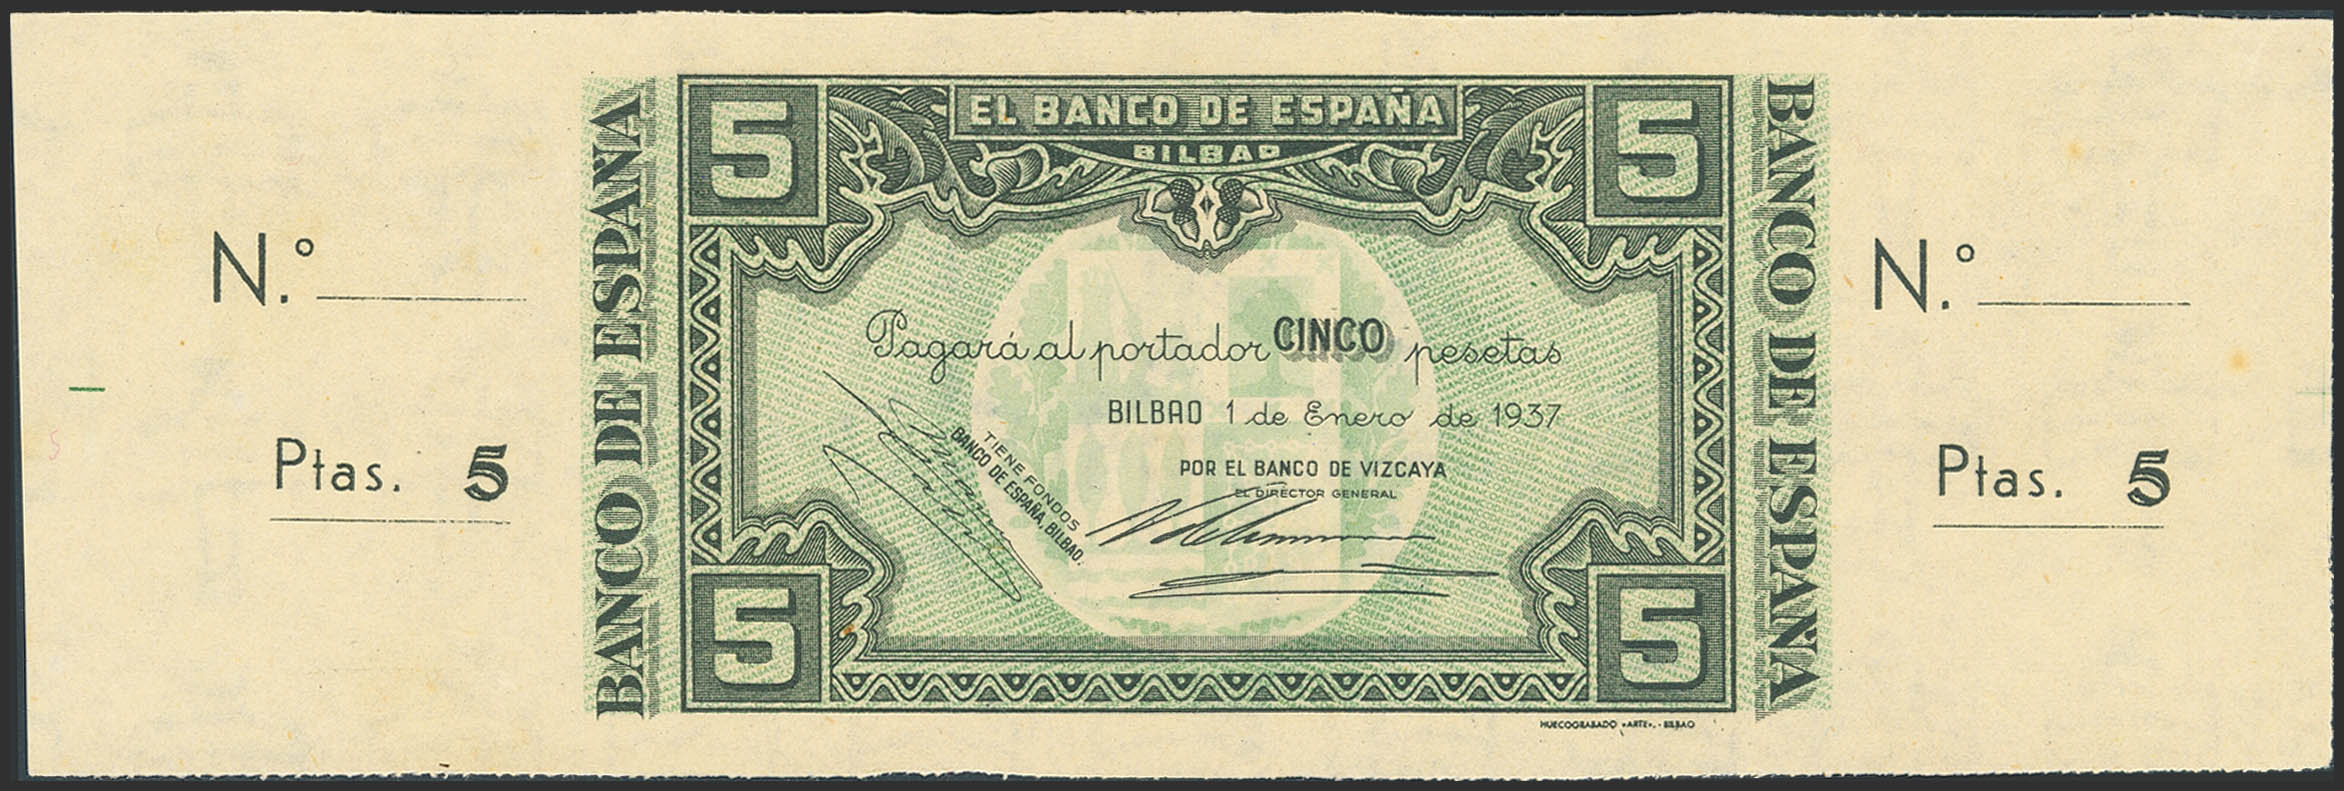 EL BANCO DE ESPAÑA
BILBAO
5
5
BANCO DE ESPAÑA
BANCO DE ESPAÑA
N.º
N.º
Pagará al portador CINCO pesetas
BILBAO 1 de Enero de 1937
POR EL BANCO DE VIZCAYA
EL DIRECTOR GENERAL
TIENE FONDOS
BANCO DE ESPAÑA, BILBAO.
Ptas. 5
Ptas. 5
5
5
5
HUECOGRABADO «ARTE». - BILBAO